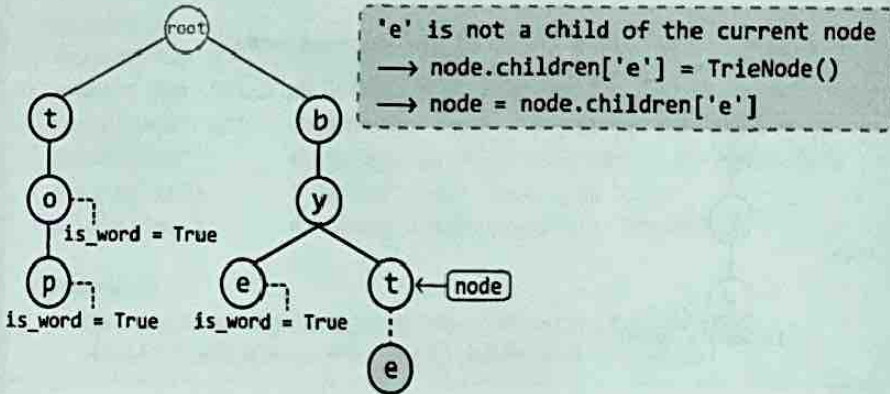 root
'e' is not a child of the current node
→ node.children['e'] = TrieNode()
→ node = node.children['e']
t
b
o
y
is_word = True
p
e
t
node
is_word = True
is_word = True
e